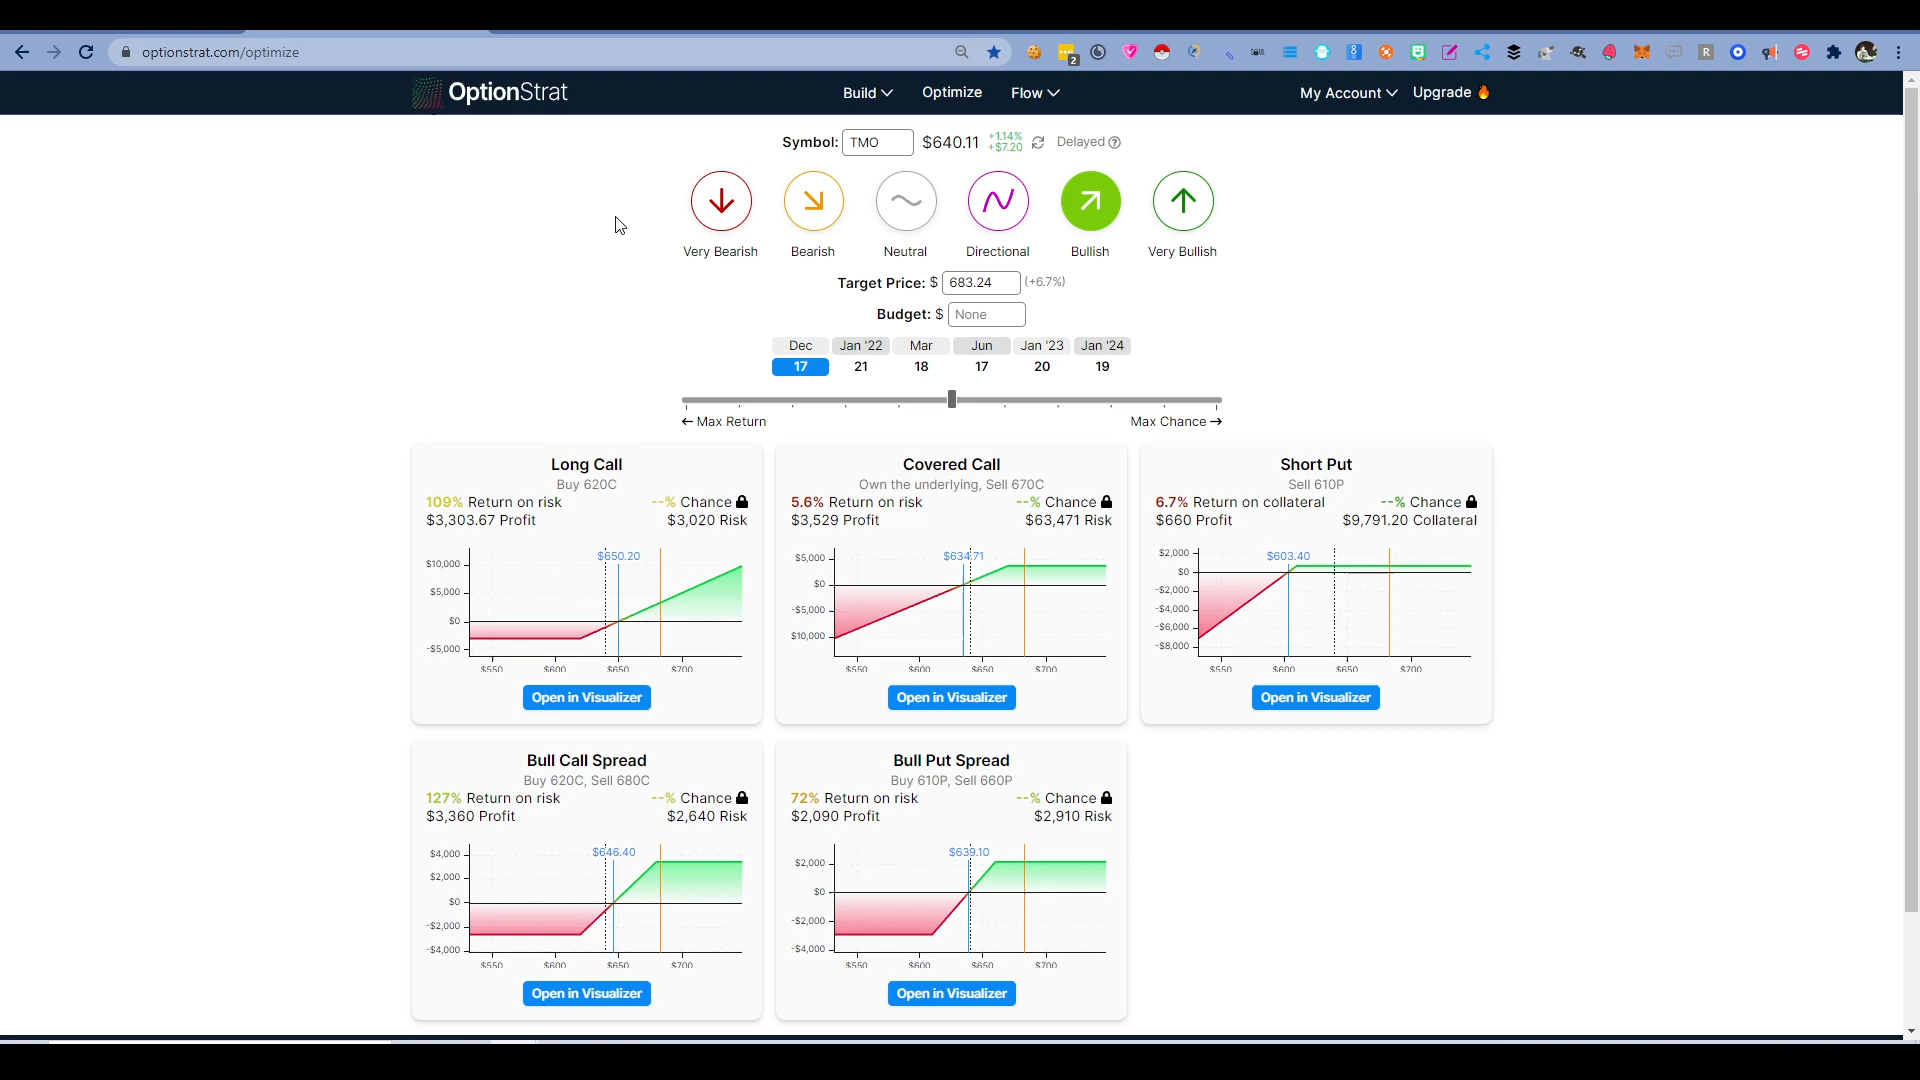 optionstrat.com/optimize
2
R
OptionStrat
Build
Optimize
Flow
My Account
Upgrade
Symbol: TMO $640.11 +1.14% +$7.20 Delayed
Very Bearish
Bearish
Neutral
Directional
Bullish
Very Bullish
Target Price: $ 683.24 (+6.7%)
Budget: $ None
Dec Jan '22 Mar Jun Jan '23 Jan '24
17 21 18 17 20 19
← Max Return
Max Chance →
Long Call
Buy 620C
109% Return on risk --% Chance
$3,303.67 Profit $3,020 Risk
$650.20
$10,000
$5,000
$0
-$5,000
$550 $600 $650 $700
Open in Visualizer
Covered Call
Own the underlying, Sell 670C
5.6% Return on risk --% Chance
$3,529 Profit $63,471 Risk
$634.71
$5,000
$0
-$5,000
$10,000
$550 $600 $650 $700
Open in Visualizer
Short Put
Sell 610P
6.7% Return on collateral --% Chance
$660 Profit $9,791.20 Collateral
$603.40
$2,000
$0
-$2,000
-$4,000
-$6,000
-$8,000
$550 $600 $650 $700
Open in Visualizer
Bull Call Spread
Buy 620C, Sell 680C
127% Return on risk --% Chance
$3,360 Profit $2,640 Risk
$646.40
$4,000
$2,000
$0
-$2,000
-$4,000
$550 $600 $650 $700
Open in Visualizer
Bull Put Spread
Buy 610P, Sell 660P
72% Return on risk --% Chance
$2,090 Profit $2,910 Risk
$639.10
$2,000
$0
-$2,000
-$4,000
$550 $600 $650 $700
Open in Visualizer